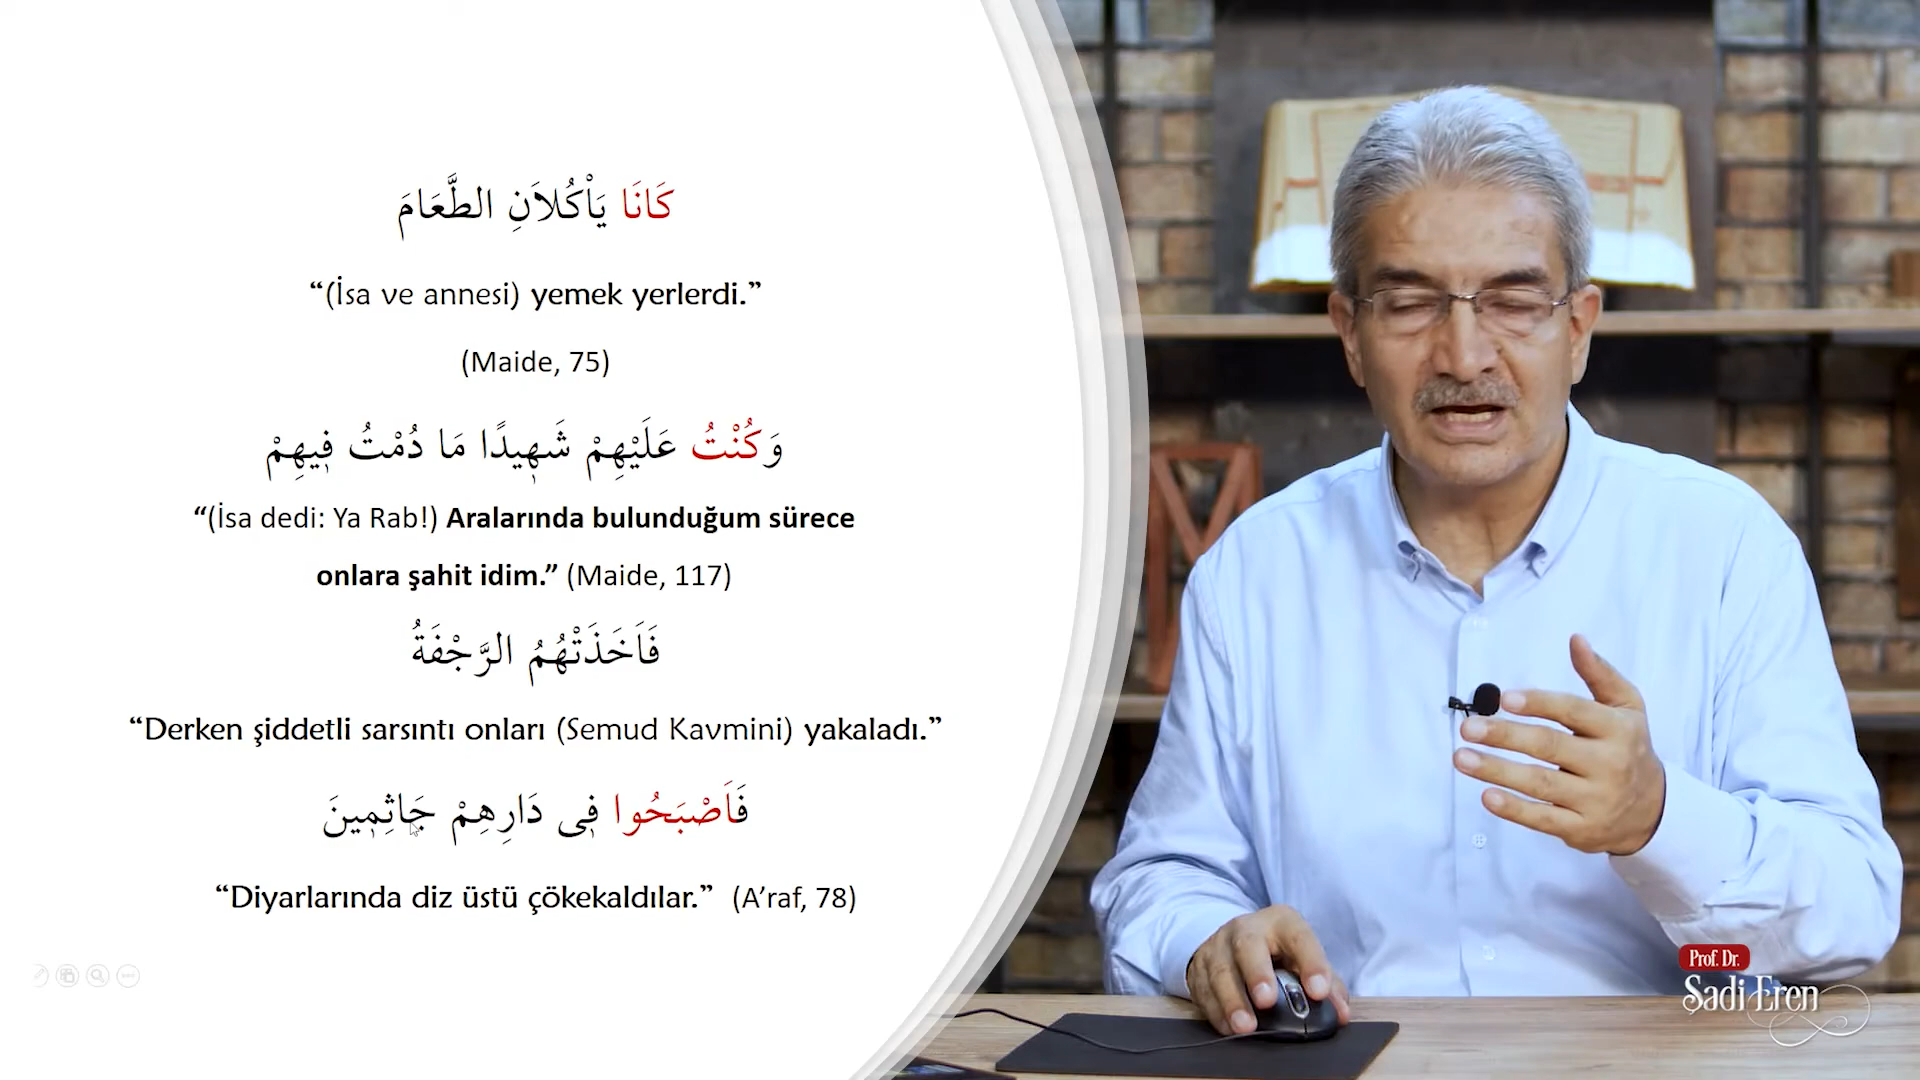 كَانَا يَاْكُلاَنِ الطَّعَامَ
“(İsa ve annesi) yemek yerlerdi.”
(Maide, 75)
وَكُنْتُ عَلَيْهِمْ شَهٖيدًا مَا دُمْتُ فٖيهِمْ
“(İsa dedi: Ya Rab!) Aralarında bulunduğum sürece
onlara şahit idim.” (Maide, 117)
فَاَخَذَتْهُمُ الرَّجْفَةُ
“Derken şiddetli sarsıntı onları (Semud Kavmini) yakaladı.”
فَاَصْبَحُوا فٖى دَارِهِمْ جَاثِمٖينَ
“Diyarlarında diz üstü çökekaldılar.” (A’raf, 78)
Prof. Dr.
Şadi Eren